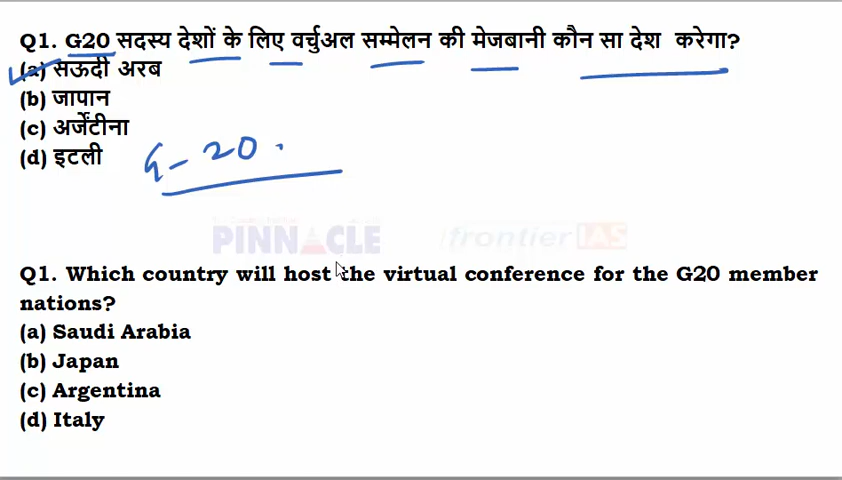 Q1. G20 सदस्य देशों के लिए वर्चुअल सम्मेलन की मेजबानी कौन सा देश करेगा?
(a) सऊदी अरब
(b) जापान
(c) अर्जेंटीना
(d) इटली
G-20.
PINNACLE frontier IAS
Q1. Which country will host the virtual conference for the G20 member
nations?
(a) Saudi Arabia
(b) Japan
(c) Argentina
(d) Italy